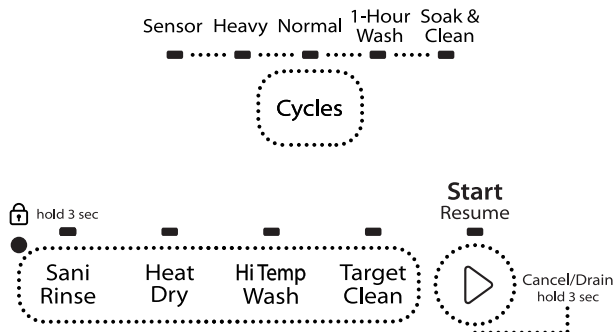 Sensor Heavy Normal 1-Hour Wash Soak & Clean
Cycles
hold 3 sec
Start
Resume
Sani Rinse
Heat Dry
Hi Temp Wash
Target Clean
Cancel/Drain
hold 3 sec